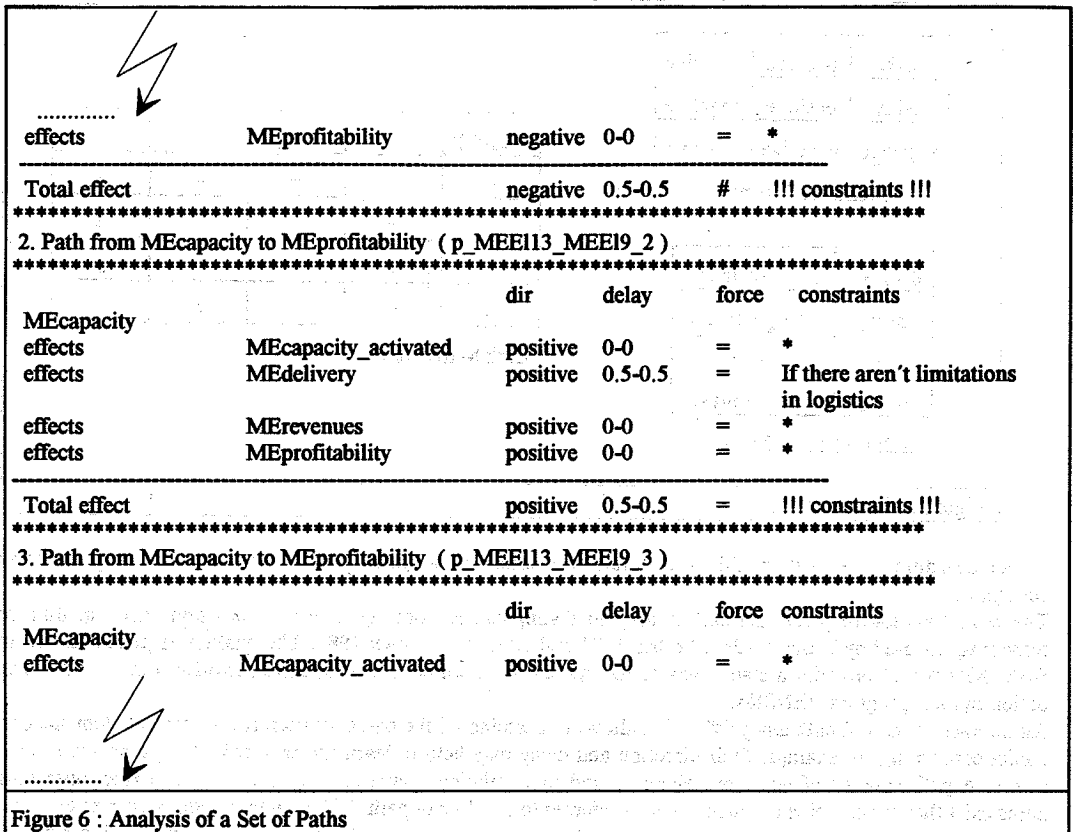 ..............
effects MEprofitability negative 0-0 = *
Total effect negative 0.5-0.5 # !!! constraints !!!
2. Path from MEcapacity to MEprofitability ( p_MEEl13_MEEl9_2 )
dir delay force constraints
MEcapacity
effects MEcapacity_activated positive 0-0 = *
effects MEdelivery positive 0.5-0.5 = If there aren´t limitations
in logistics
effects MErevenues positive 0-0 = *
effects MEprofitability positive 0-0 = *
Total effect positive 0.5-0.5 = !!! constraints !!!
3. Path from MEcapacity to MEprofitability ( p_MEEl13_MEEl9_3 )
dir delay force constraints
MEcapacity
effects MEcapacity_activated positive 0-0 = *
..............
Figure 6 : Analysis of a Set of Paths